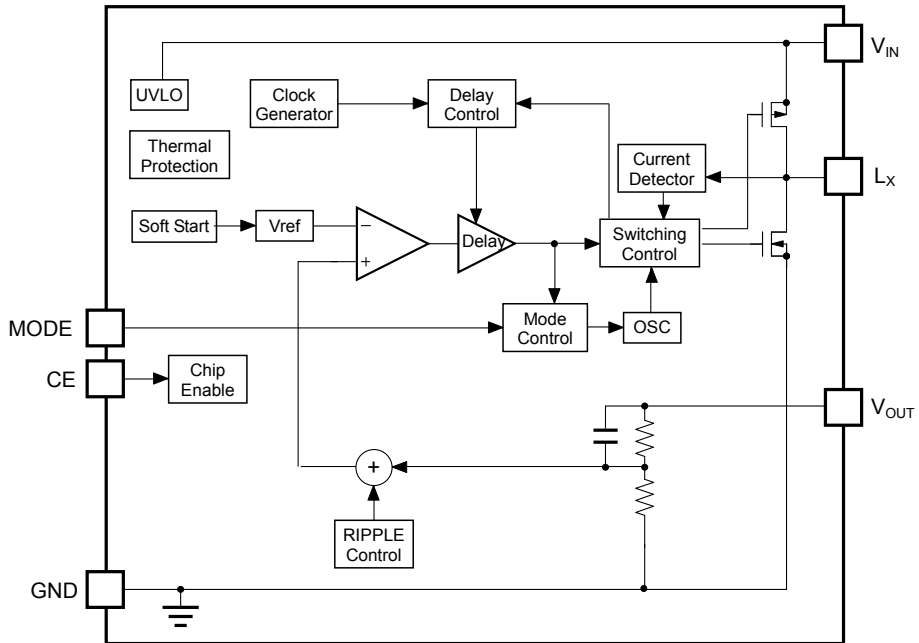 V_IN
UVLO
Clock
Generator
Delay
Control
Thermal
Protection
Current
Detector
L_X
Soft Start
Vref
−
+
Delay
Switching
Control
MODE
Mode
Control
OSC
CE
Chip
Enable
V_OUT
+
RIPPLE
Control
GND